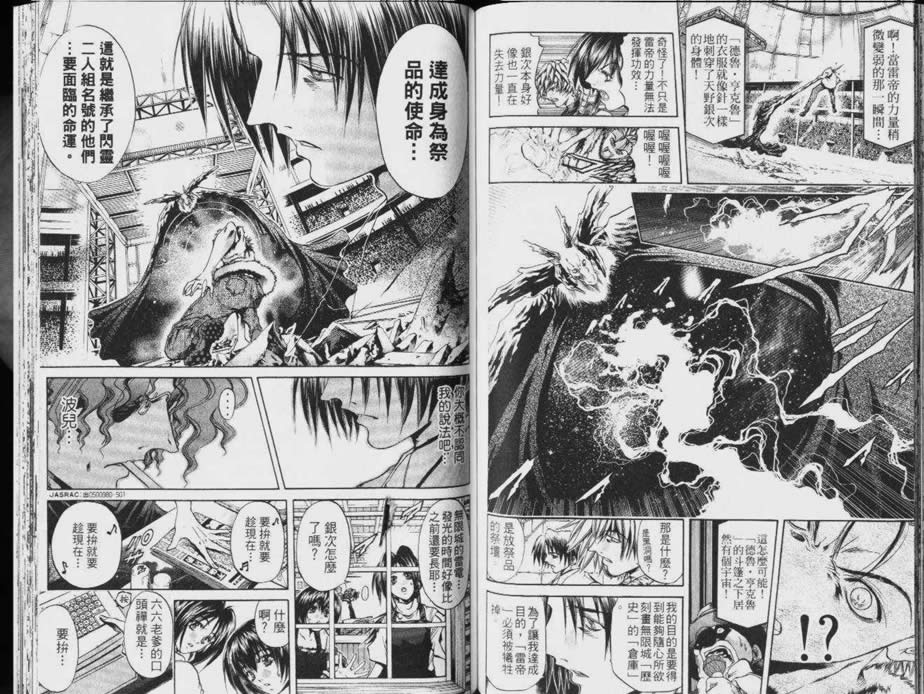 啊！當雷帝的力量稍
微變弱的那一瞬間…
「德魯・亨克魯」
的衣服就像針一樣
地刺穿了天野銀次
的身體！
奇怪了！不只是
雷帝的力量無法
發揮功效…
銀次本身好
像也一直在
失去力量！
喔喔喔
喔喔！
這怎麼可能！
「德魯・亨克魯
」的斗篷之下居
然有個宇宙！
!?
那是什麼？
是黑洞嗎？
是放祭品
的祭壇
我的目的是要得
到能夠隨心所欲
刻畫無限城「歷
史」的「倉庫」
為了讓我達成
目的，「雷帝
」必須被犧牲
掉
達成身為祭
品的使命…
這就是繼承了閃靈
二人組名號的他們
…要面臨的命運。
你大概不認同
我的說法吧…
…
波兒…
JASRAC：出0500980-501
無限城的雷電…
發光的時間好像比
之前還要長耶…
銀次怎麼
了嗎？
♪
要拚就要
趁現在…
要拚就要
趁現在…
♪
什麼
啊？
六六老爹的口
頭禪就是…
按
要拚…